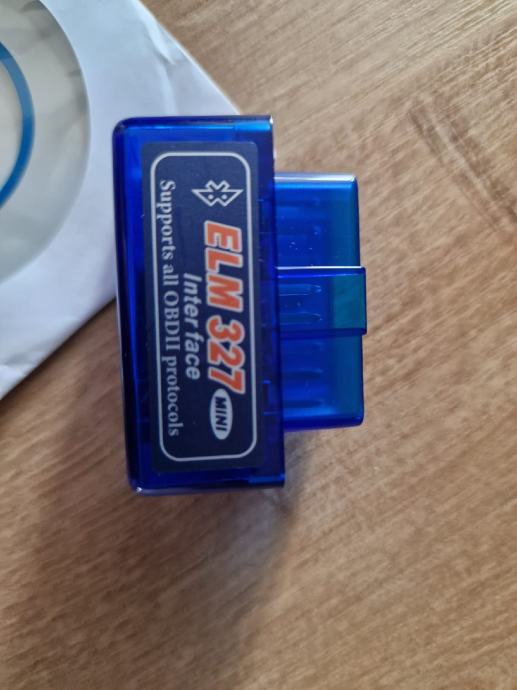 ELM 327
MINI
Inter face
Supports all OBDII protocols